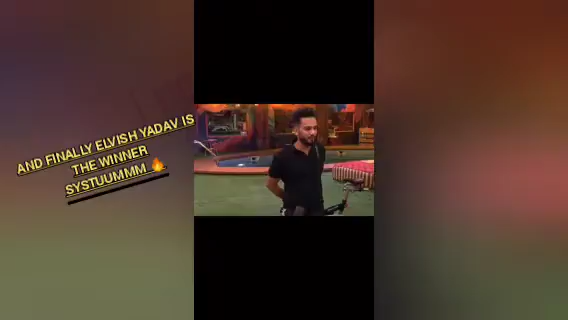 AND FINALLY ELVISH YADAV IS
THE WINNER
SYSTUUMMM 🔥